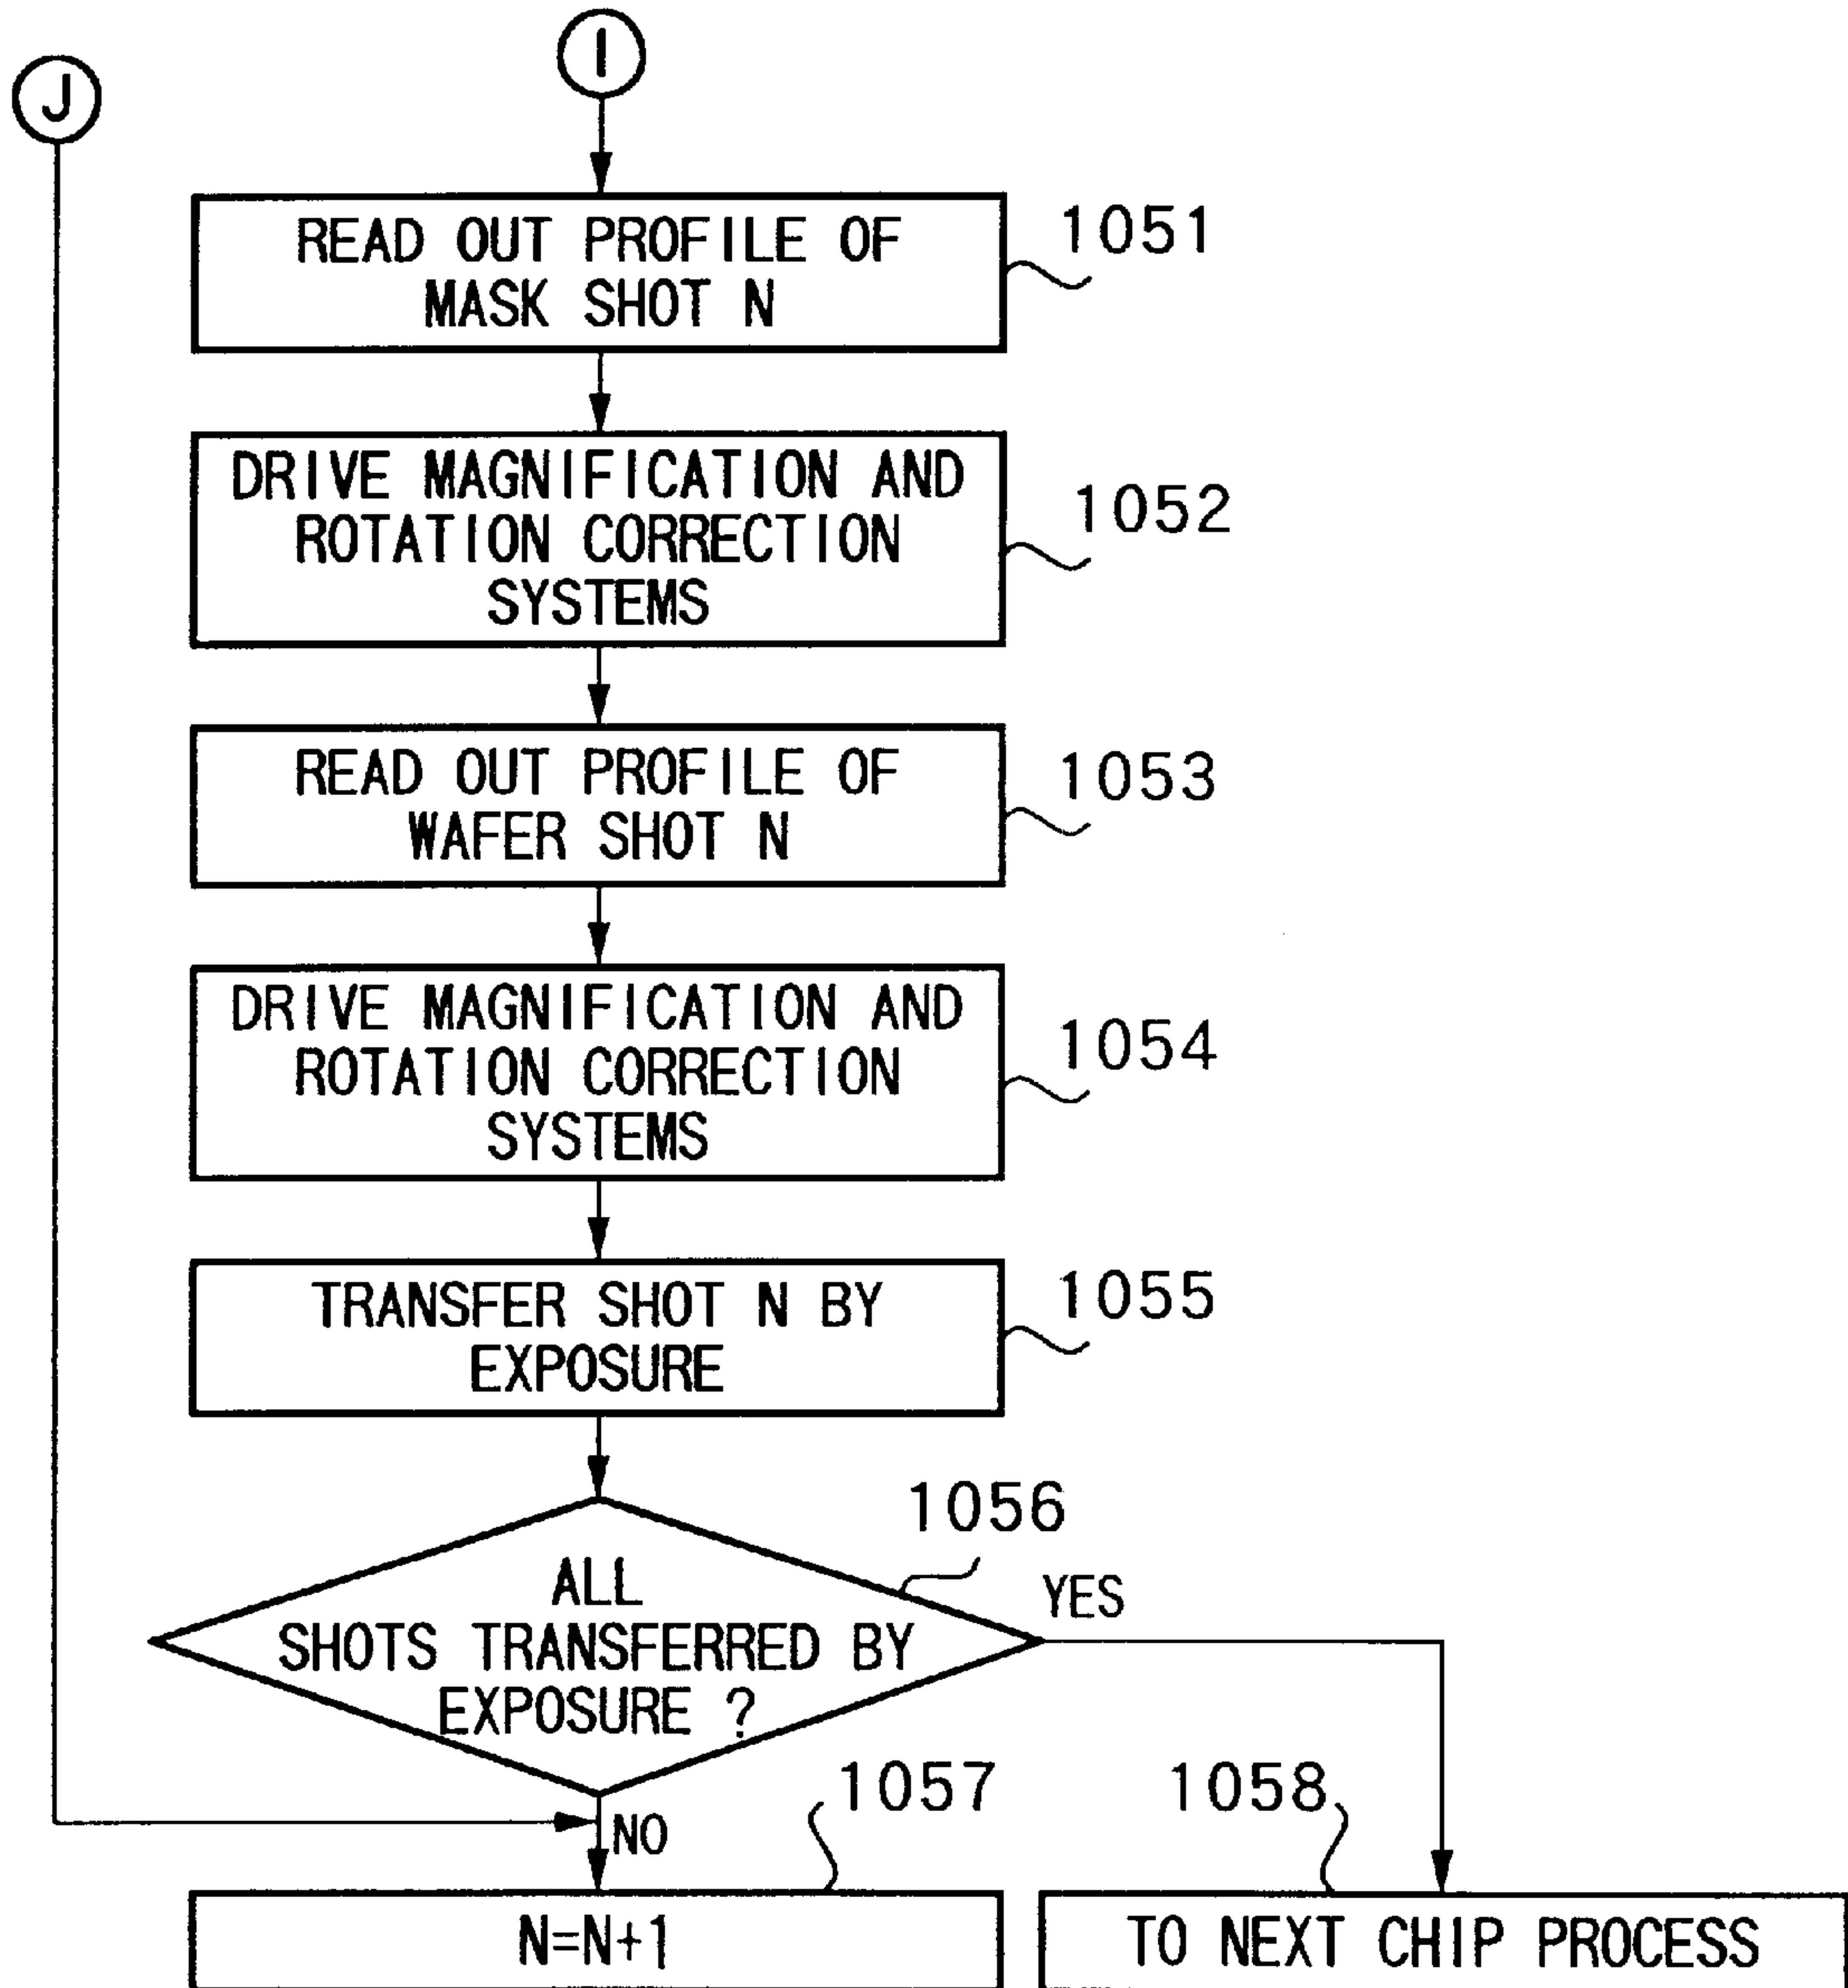 I
J
READ OUT PROFILE OF
MASK SHOT N
1051
DRIVE MAGNIFICATION AND
ROTATION CORRECTION
SYSTEMS
1052
READ OUT PROFILE OF
WAFER SHOT N
1053
DRIVE MAGNIFICATION AND
ROTATION CORRECTION
SYSTEMS
1054
TRANSFER SHOT N BY
EXPOSURE
1055
1056
ALL
SHOTS TRANSFERRED BY
EXPOSURE ?
YES
NO
1057
1058
N=N+1
TO NEXT CHIP PROCESS